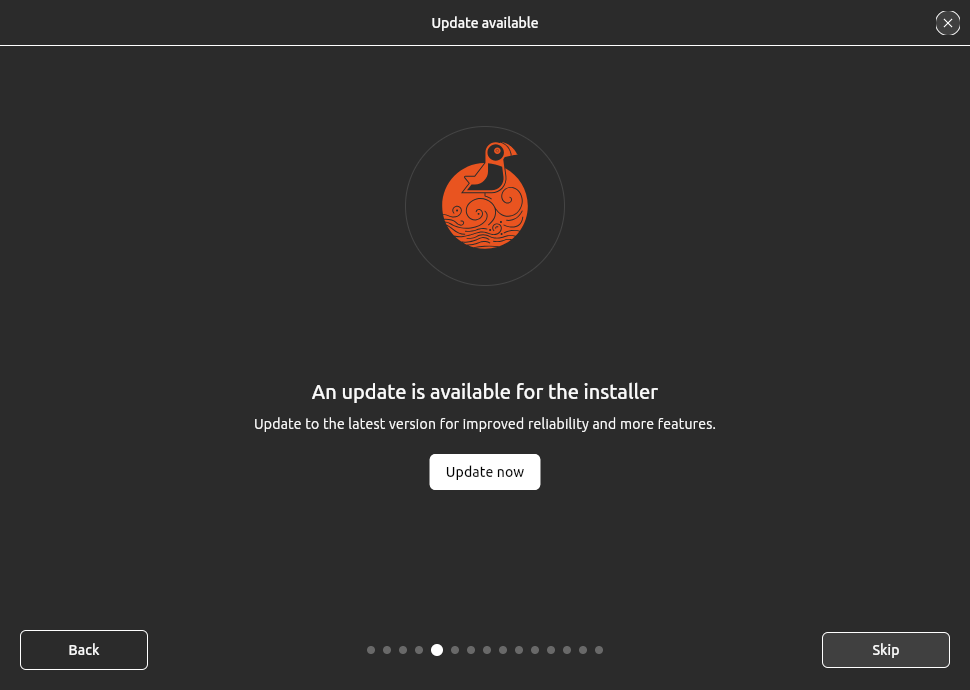 Update available
An update is available for the installer
Update to the latest version for improved reliability and more features.
Update now
Back
Skip